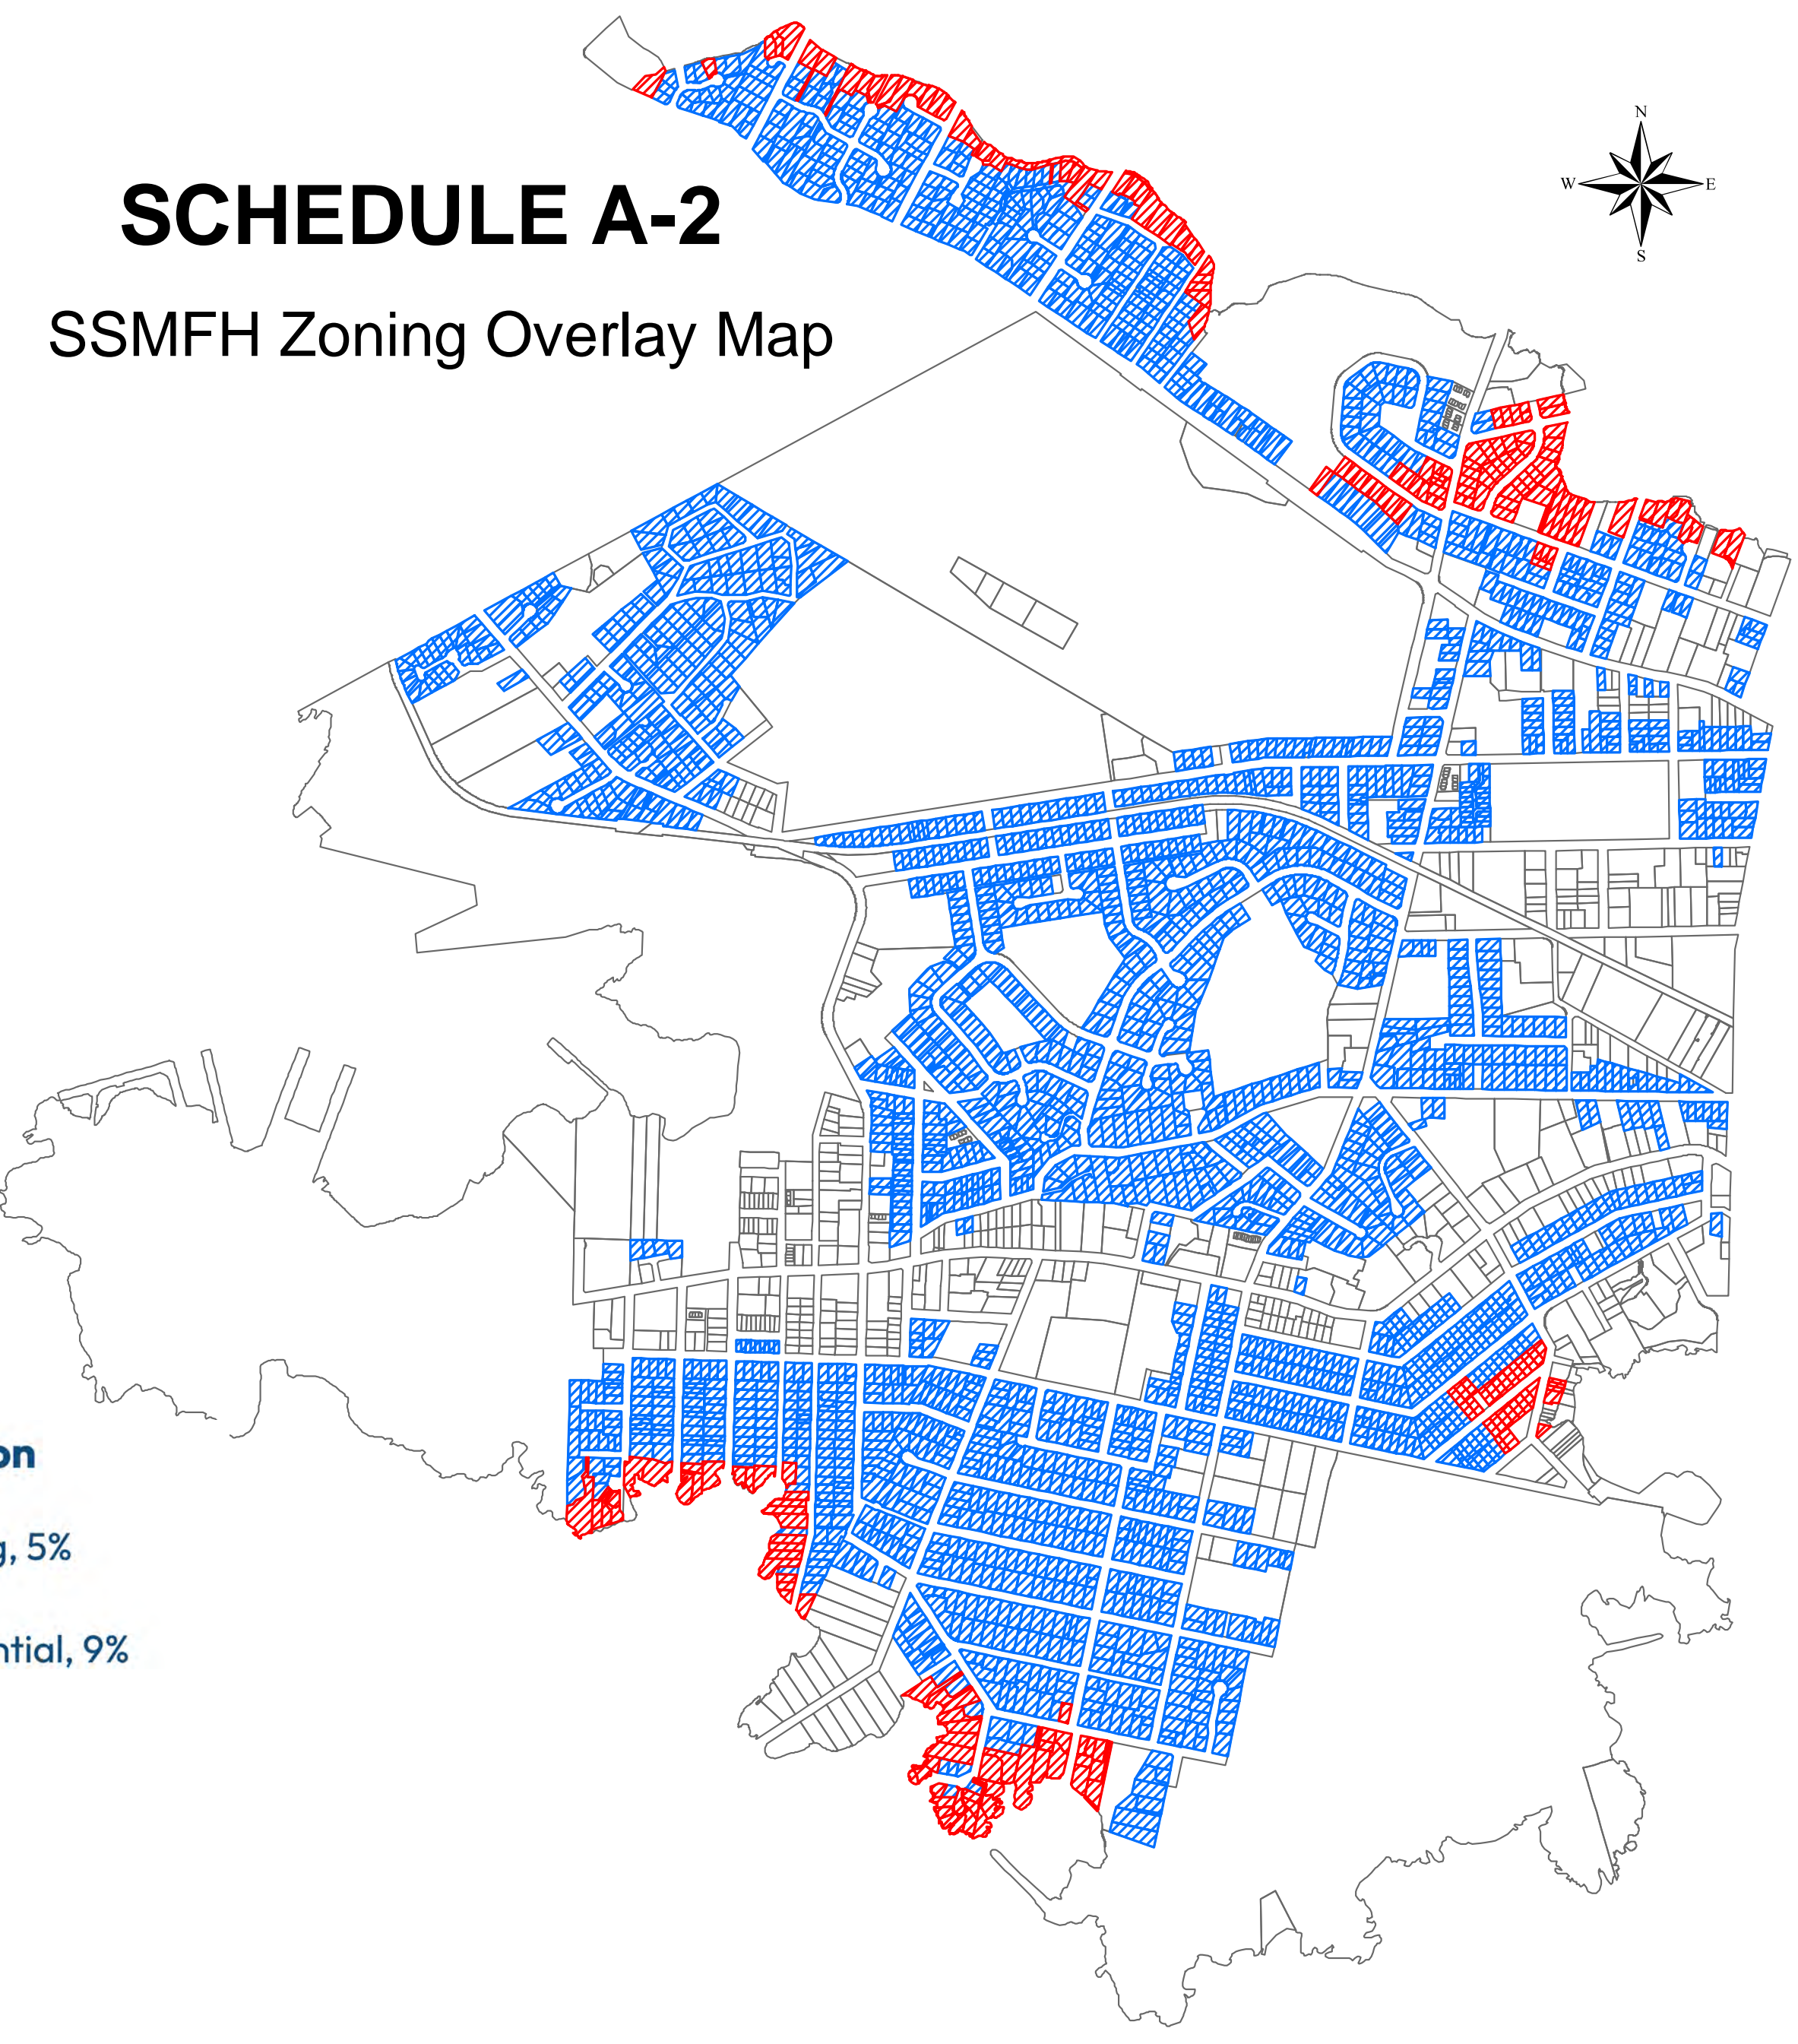 SCHEDULE A-2
SSMFH Zoning Overlay Map
N
W
E
S
on
g, 5%
ntial, 9%